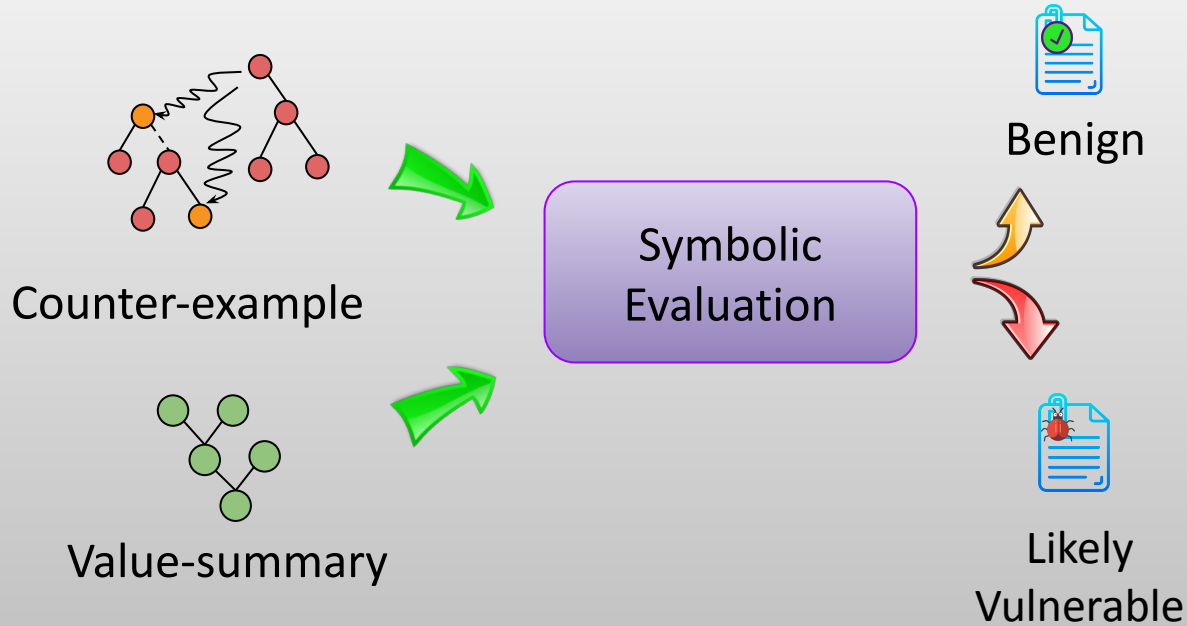 Counter-example
Value-summary
Symbolic
Evaluation
Benign
Likely
Vulnerable